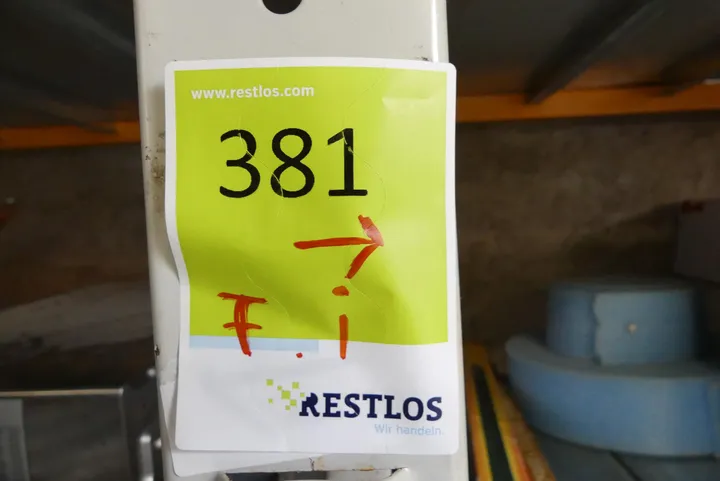 www.restlos.com
381
→
F.i
RESTLOS
Wir handeln.